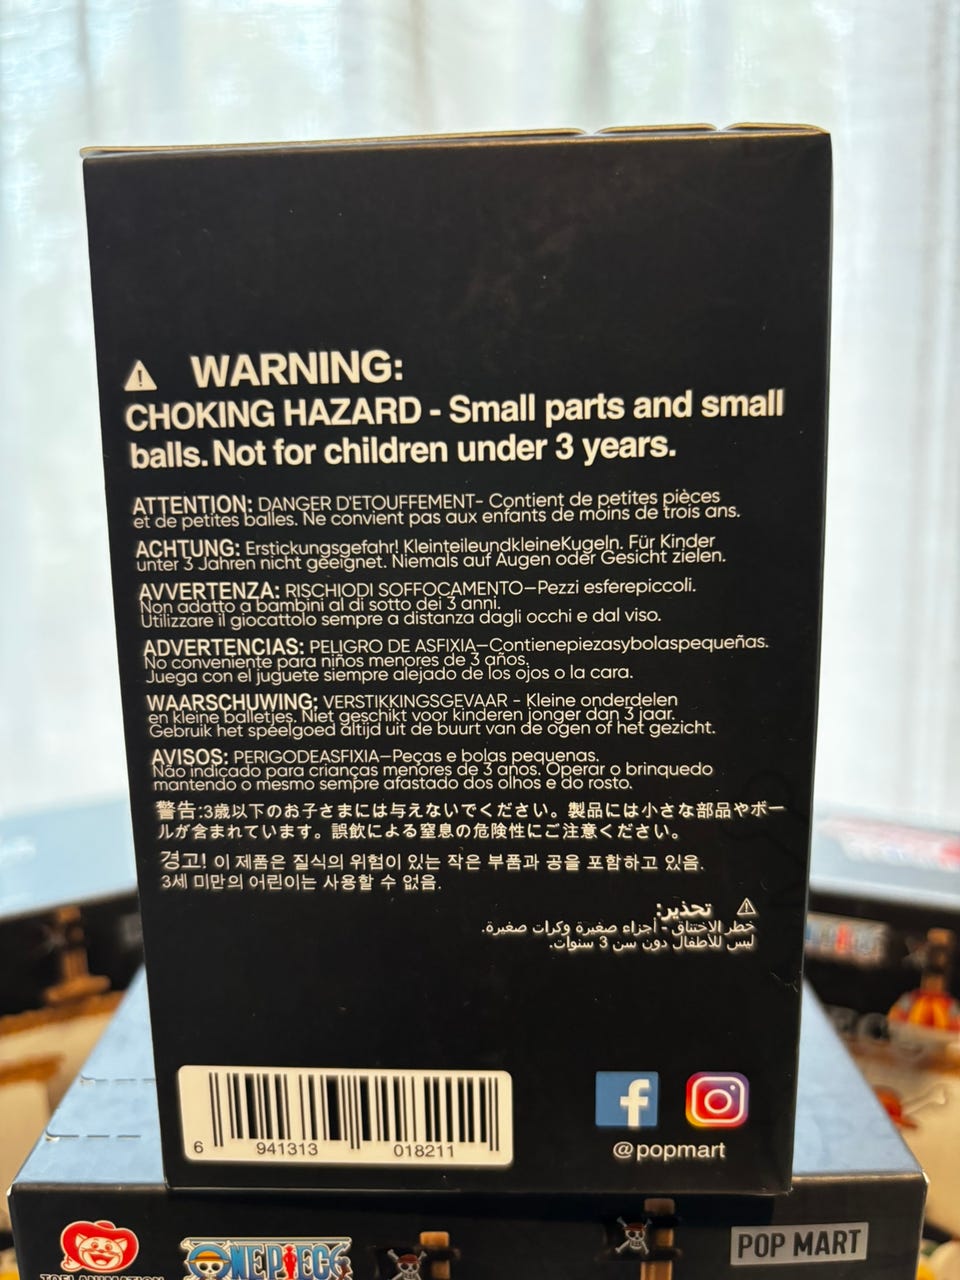 WARNING:
CHOKING HAZARD - Small parts and small
balls. Not for children under 3 years.
ATTENTION: DANGER D'ETOUFFEMENT- Contient de petites pièces
et de petites balles. Ne convient pas aux enfants de moins de trois ans.
ACHTUNG: Erstickungsgefahr! KleinteileundkleineKugeln. Für Kinder
unter 3 Jahren nicht geeignet. Niemals auf Augen oder Gesicht zielen.
AVVERTENZA: RISCHIODI SOFFOCAMENTO—Pezzi esferepiccoli.
Non adatto a bambini al di sotto dei 3 anni.
Utilizzare il giocattolo sempre a distanza dagli occhi e dal viso.
ADVERTENCIAS: PELIGRO DE ASFIXIA—Contienepiezasybolaspequeñas.
No conveniente para niños menores de 3 años.
Juega con el juguete siempre alejado de los ojos o la cara.
WAARSCHUWING: VERSTIKKINGSGEVAAR - Kleine onderdelen
en kleine balletjes. Niet geschikt voor kinderen jonger dan 3 jaar.
Gebruik het speelgoed altijd uit de buurt van de ogen of het gezicht.
AVISOS: PERIGODEASFIXIA—Peças e bolas pequenas.
Não indicado para crianças menores de 3 anos. Operar o brinquedo
mantendo o mesmo sempre afastado dos olhos e do rosto.
警告:3歳以下のお子さまには与えないでください。製品には小さな部品やボー
ルが含まれています。誤飲による窒息の危険性にご注意ください。
경고! 이 제품은 질식의 위험이 있는 작은 부품과 공을 포함하고 있음.
3세 미만의 어린이는 사용할 수 없음.
تحذير:
خطر الاختناق - أجزاء صغيرة وكرات صغيرة.
ليس للأطفال دون سن 3 سنوات.
6 941313 018211
@popmart
TOEI ANIMATION
ONE PIECE
POP MART